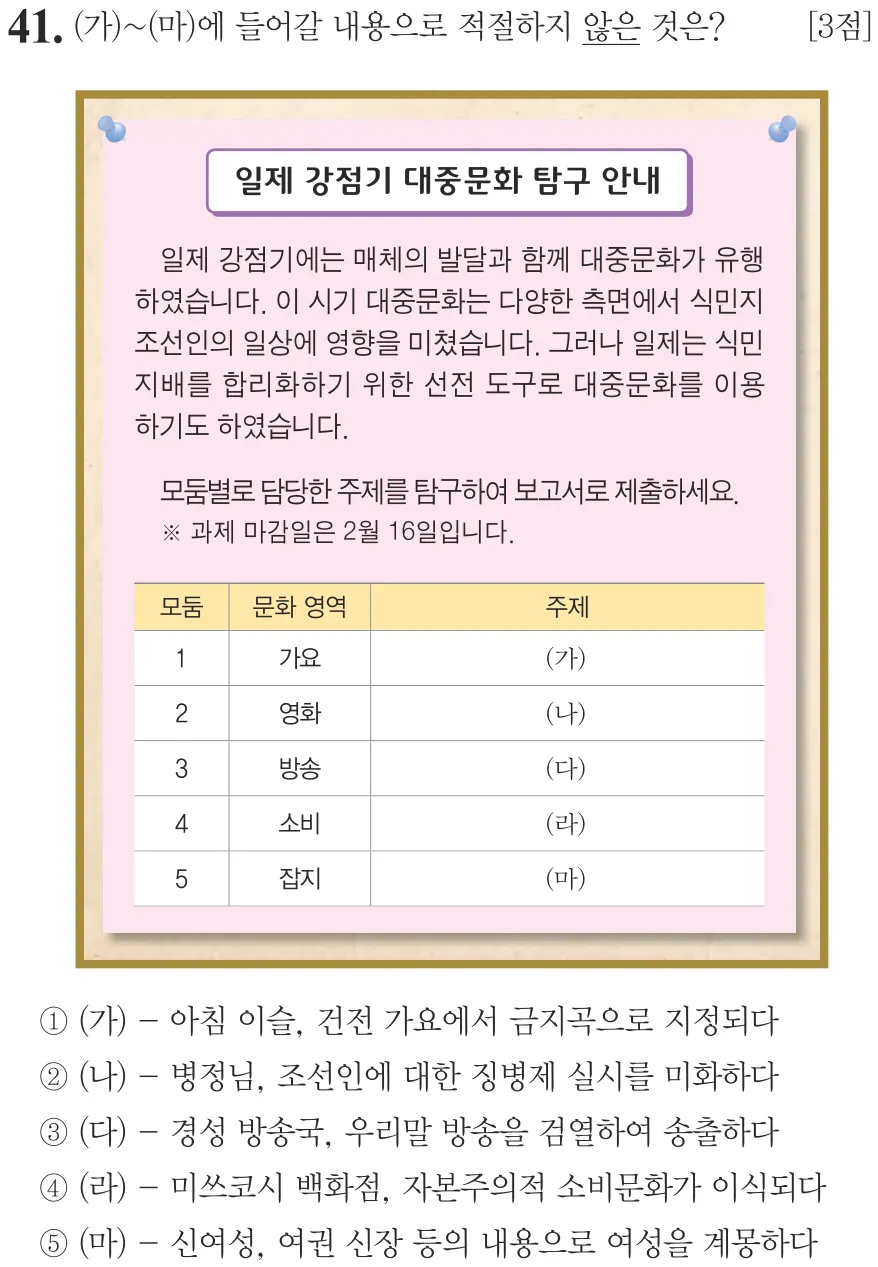 41. (가)~(마)에 들어갈 내용으로 적절하지 않은 것은? [3점]
일제 강점기 대중문화 탐구 안내
일제 강점기에는 매체의 발달과 함께 대중문화가 유행
하였습니다. 이 시기 대중문화는 다양한 측면에서 식민지
조선인의 일상에 영향을 미쳤습니다. 그러나 일제는 식민
지배를 합리화하기 위한 선전 도구로 대중문화를 이용
하기도 하였습니다.
모둠별로 담당한 주제를 탐구하여 보고서로 제출하세요.
※ 과제 마감일은 2월 16일입니다.
모둠 문화 영역 주제
1 가요 (가)
2 영화 (나)
3 방송 (다)
4 소비 (라)
5 잡지 (마)
① (가) - 아침 이슬, 건전 가요에서 금지곡으로 지정되다
② (나) - 병정님, 조선인에 대한 징병제 실시를 미화하다
③ (다) - 경성 방송국, 우리말 방송을 검열하여 송출하다
④ (라) - 미쓰코시 백화점, 자본주의적 소비문화가 이식되다
⑤ (마) - 신여성, 여권 신장 등의 내용으로 여성을 계몽하다